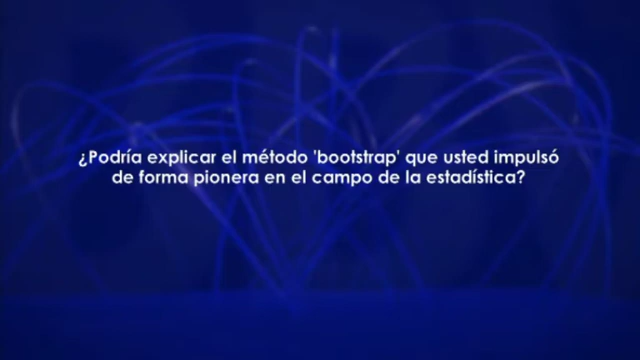 ¿Podría explicar el método 'bootstrap' que usted impulsó
de forma pionera en el campo de la estadística?